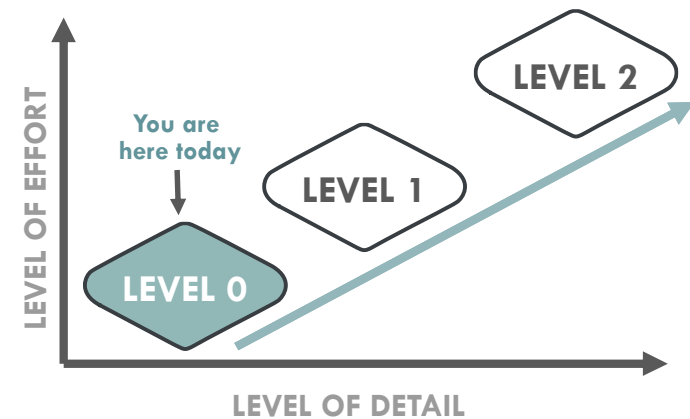 LEVEL 2
You are
here today
LEVEL 1
LEVEL 0
LEVEL OF EFFORT
LEVEL OF DETAIL